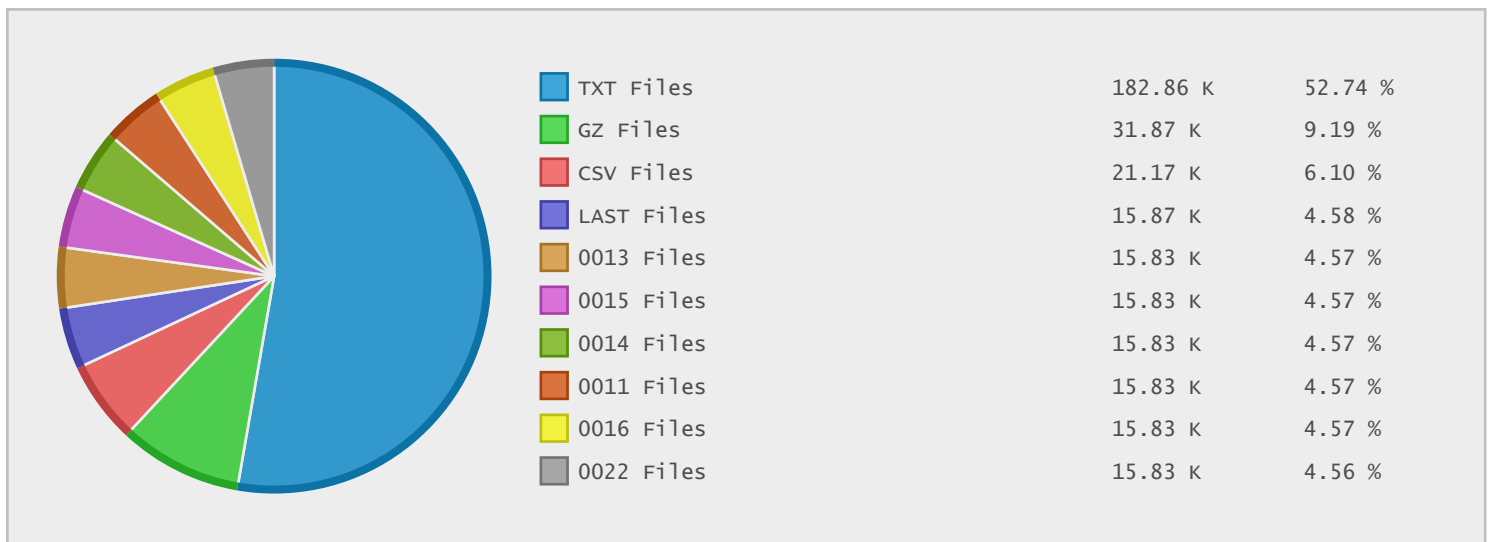 TXT Files 182.86 K 52.74 %
GZ Files 31.87 K 9.19 %
CSV Files 21.17 K 6.10 %
LAST Files 15.87 K 4.58 %
0013 Files 15.83 K 4.57 %
0015 Files 15.83 K 4.57 %
0014 Files 15.83 K 4.57 %
0011 Files 15.83 K 4.57 %
0016 Files 15.83 K 4.57 %
0022 Files 15.83 K 4.56 %